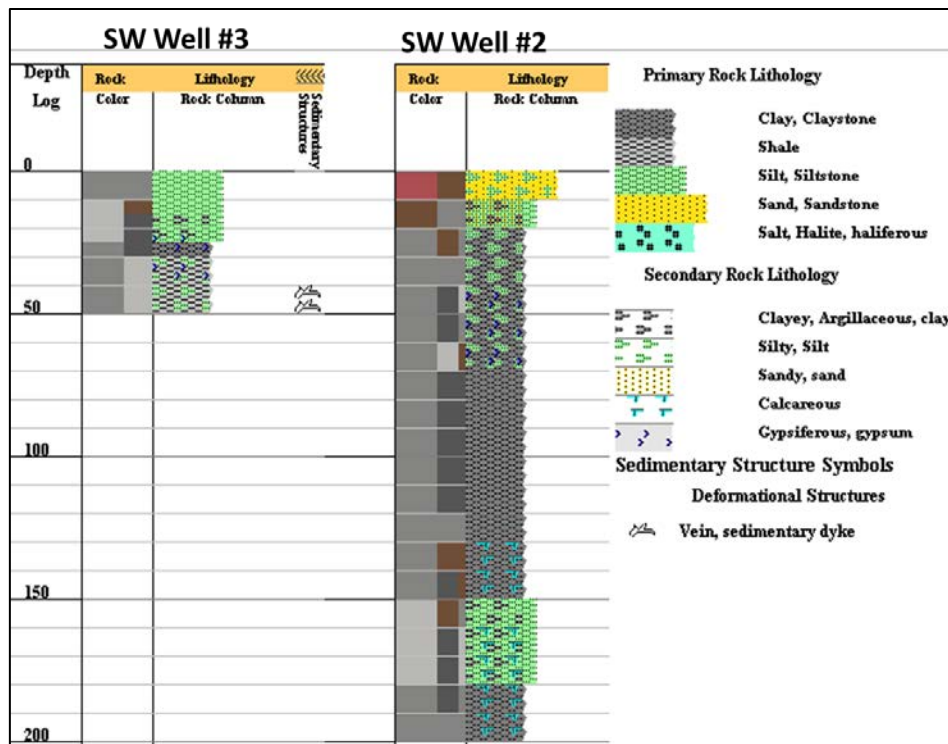 SW Well #3
SW Well #2
Depth
Log
Rock
Color
Lithology
Rock Column
Sedimentary
Structures
Rock
Color
Lithology
Rock Column
0
50
100
150
200
Primary Rock Lithology
Clay, Claystone
Shale
Silt, Siltstone
Sand, Sandstone
Salt, Halite, haliferous
Secondary Rock Lithology
Clayey, Argillaceous, clay
Silty, Silt
Sandy, sand
Calcareous
Gypsiferous, gypsum
Sedimentary Structure Symbols
Deformational Structures
Vein, sedimentary dyke